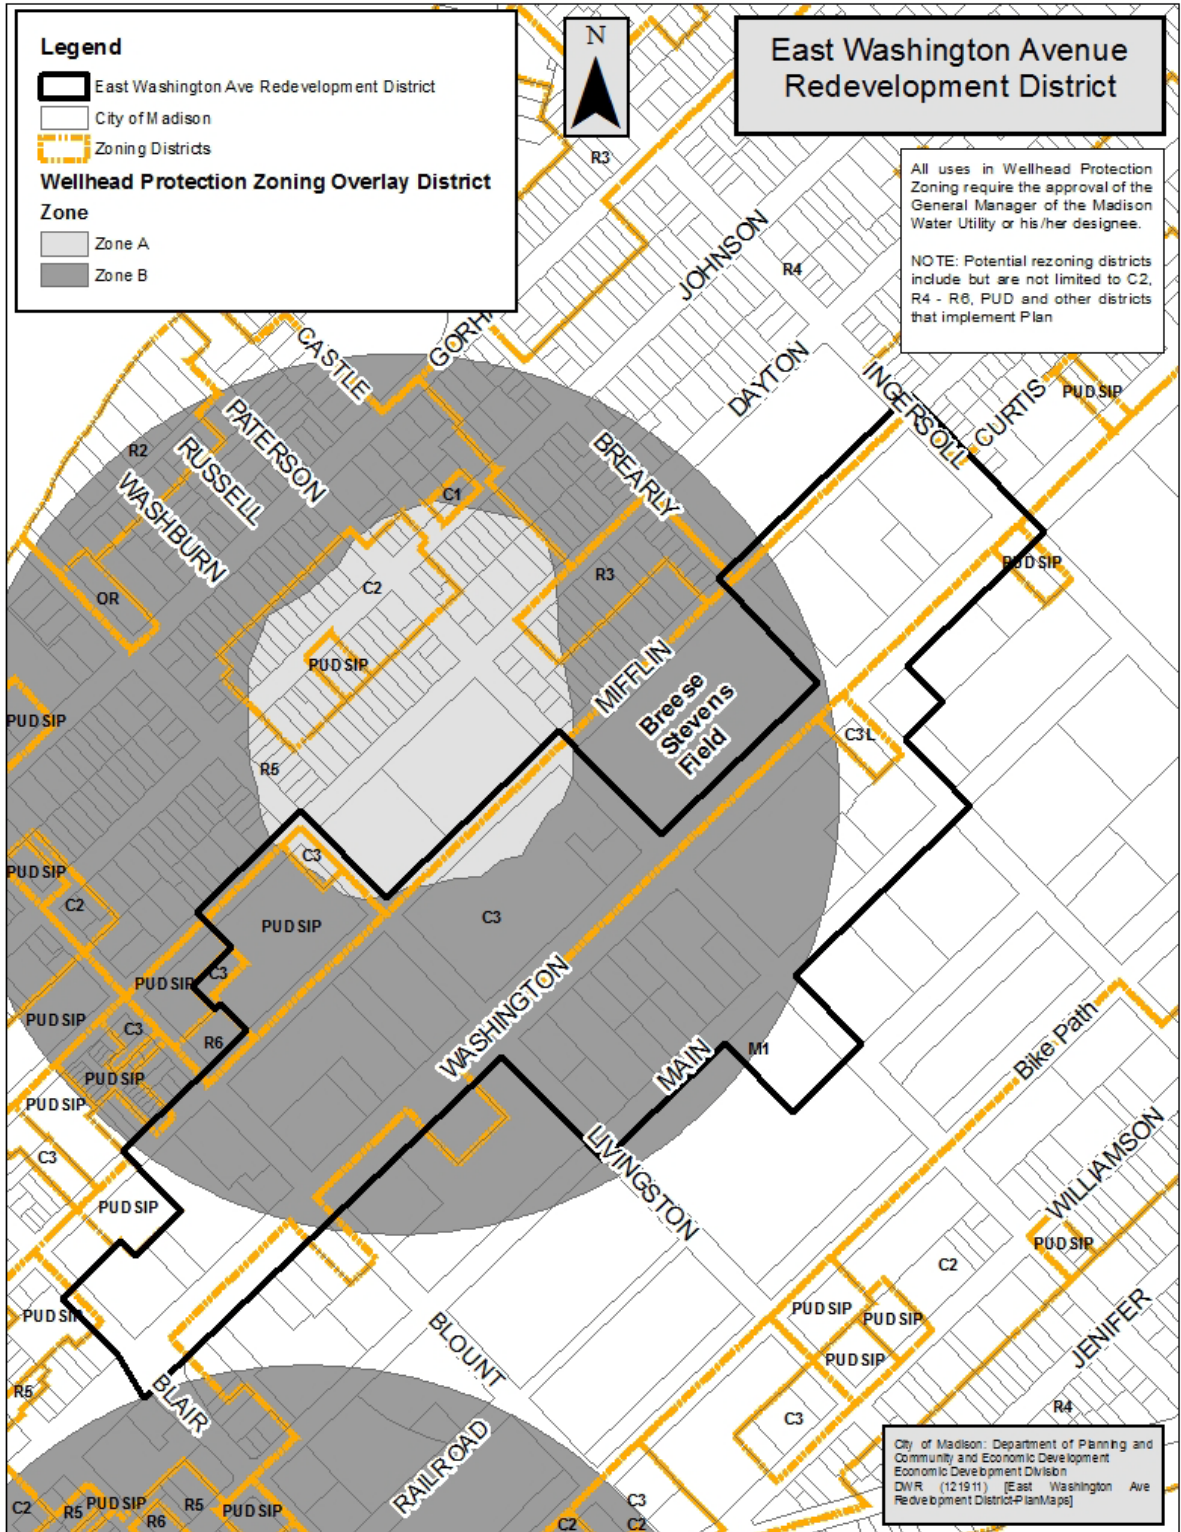 Legend
East Washington Ave Redevelopment District
City of Madison
Zoning Districts
Wellhead Protection Zoning Overlay District
Zone
Zone A
Zone B
N
East Washington Avenue
Redevelopment District
All uses in Wellhead Protection
Zoning require the approval of the
General Manager of the Madison
Water Utility or his/her designee.
NOTE: Potential rezoning districts
include but are not limited to C2,
R4 - R6, PUD and other districts
that implement Plan
R3
JOHNSON
R4
CASTLE
GORHA
DAYTON
INGERSOLL
CURTIS
PUD SIP
PATERSON
R2
RUSSELL
WASHBURN
BREARLY
C1
PUD SIP
OR
C2
R3
PUD SIP
MIFFLIN
Breese
Stevens
Field
PUD SIP
C3L
R5
C3
PUD SIP
C2
C3
PUD SIP
PUD SIP
C3
WASHINGTON
PUD SIP
C3
R6
MAIN
M1
Bike Path
PUD SIP
PUD SIP
C3
LIVINGSTON
WILLIAMSON
PUD SIP
PUD SIP
C2
PUD SIP
PUD SIP
PUD SIP
PUD SIP
BLOUNT
JENIFER
R5
BLAIR
C3
R4
RAILROAD
C2
R5
PUD SIP
R5
R6
PUD SIP
C3
C2
C2
City of Madison: Department of Planning and
Community and Economic Development
Economic Development Division
DWR (121911) [East Washington Ave
Redvelopment District-PlanMaps]